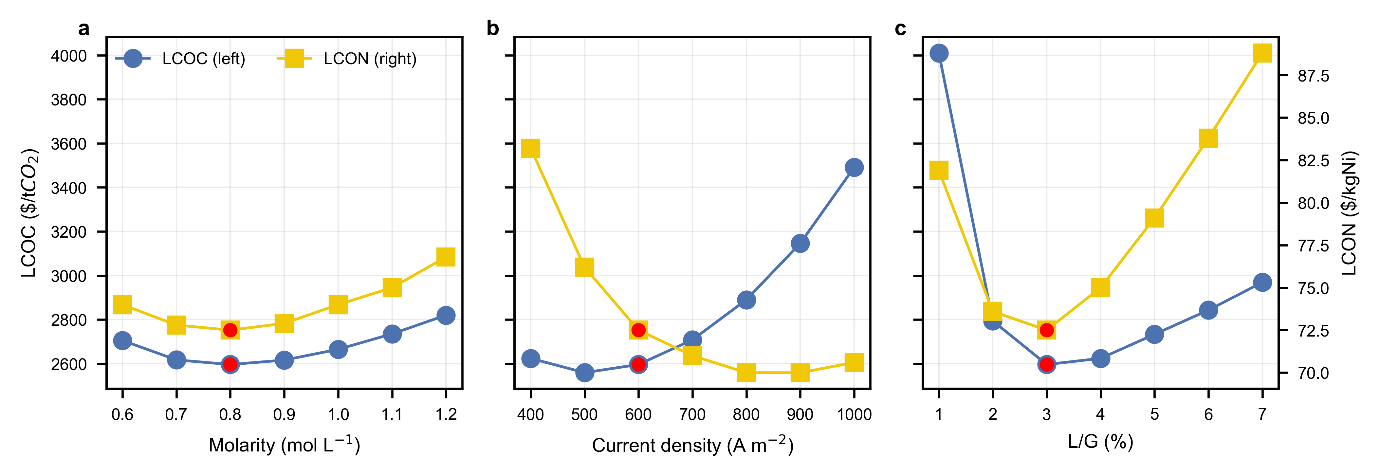 a b c
LCOC (left) LCON (right)
4000
3800
3600
3400
3200
3000
2800
2600
LCOC ($/tCO₂)
0.6 0.7 0.8 0.9 1.0 1.1 1.2
Molarity (mol L⁻¹)
400 500 600 700 800 900 1000
Current density (A m⁻²)
1 2 3 4 5 6 7
L/G (%)
87.5
85.0
82.5
80.0
77.5
75.0
72.5
70.0
LCON ($/kgNi)